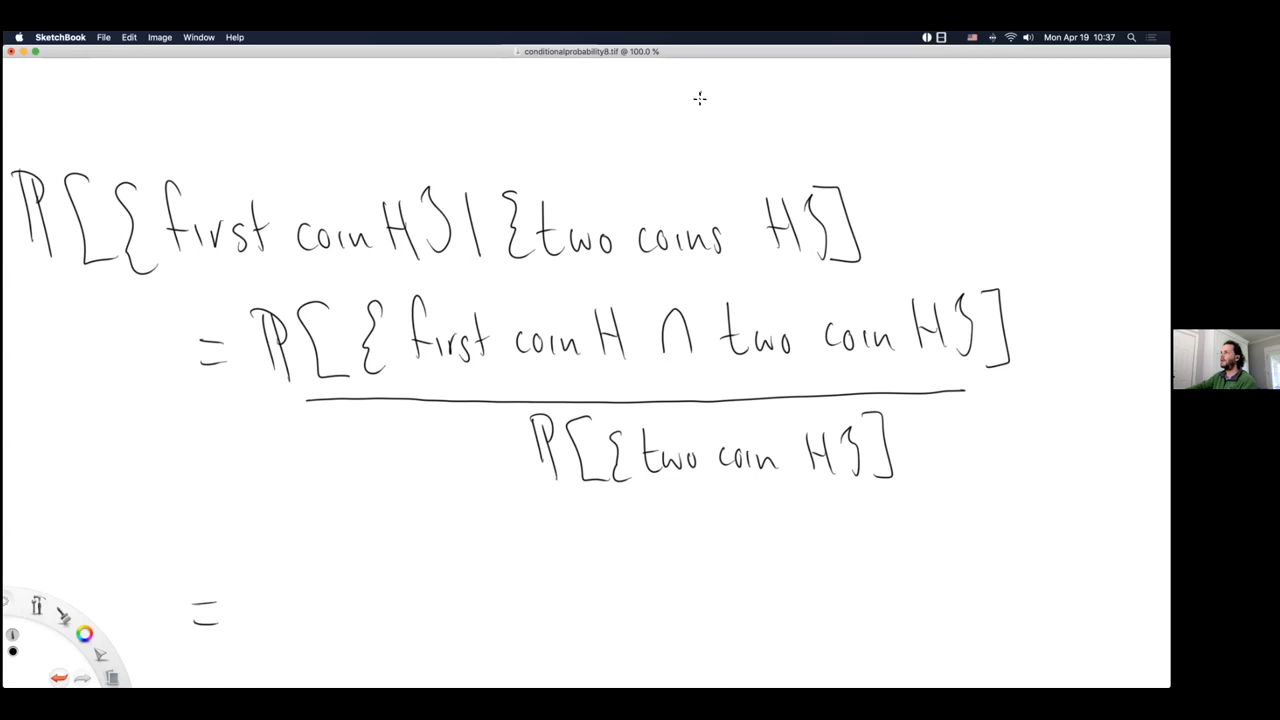 SketchBook File Edit Image Window Help Mon Apr 19 10:37
conditionalprobability8.tif @ 100.0 %
ℙ[{first coin H}|{two coins H}]
= ℙ[{first coin H ∩ two coin H}]
ℙ[{two coin H}]
=